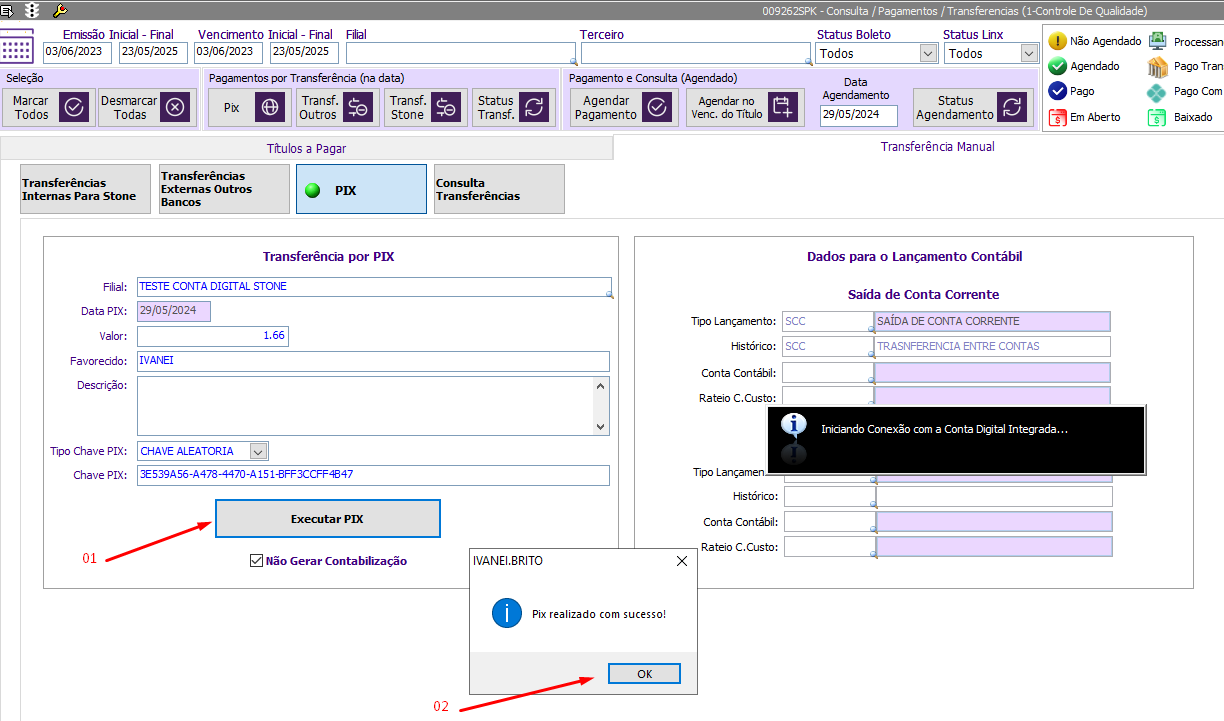 009262SPK - Consulta / Pagamentos / Transferencias (1-Controle De Qualidade)
Emissão Inicial - Final
Vencimento Inicial - Final
Filial
Terceiro
Status Boleto
Status Linx
03/06/2023
23/05/2025
03/06/2023
23/05/2025
Todos
Todos
Não Agendado
Processan
Agendado
Pago Tran
Pago
Pago Com
Em Aberto
Baixado
Seleção
Marcar
Todos
Desmarcar
Todas
Pagamentos por Transferência (na data)
Pix
Transf.
Outros
Transf.
Stone
Status
Transf.
Pagamento e Consulta (Agendado)
Agendar
Pagamento
Agendar no
Venc. do Título
Data
Agendamento
29/05/2024
Status
Agendamento
Títulos a Pagar
Transferência Manual
Transferências
Internas Para Stone
Transferências
Externas Outros
Bancos
PIX
Consulta
Transferências
Transferência por PIX
Filial:
TESTE CONTA DIGITAL STONE
Data PIX:
29/05/2024
Valor:
1.66
Favorecido:
IVANEI
Descrição:
Tipo Chave PIX:
CHAVE ALEATORIA
Chave PIX:
3E539A56-A478-4470-A151-BFF3CCFF4B47
Executar PIX
01
Não Gerar Contabilização
Dados para o Lançamento Contábil
Saída de Conta Corrente
Tipo Lançamento:
SCC
SAÍDA DE CONTA CORRENTE
Histórico:
SCC
TRASNFERENCIA ENTRE CONTAS
Conta Contábil:
Rateio C.Custo:
Iniciando Conexão com a Conta Digital Integrada...
Tipo Lançamen
Histórico:
Conta Contábil:
Rateio C.Custo:
IVANEI.BRITO
Pix realizado com sucesso!
OK
02